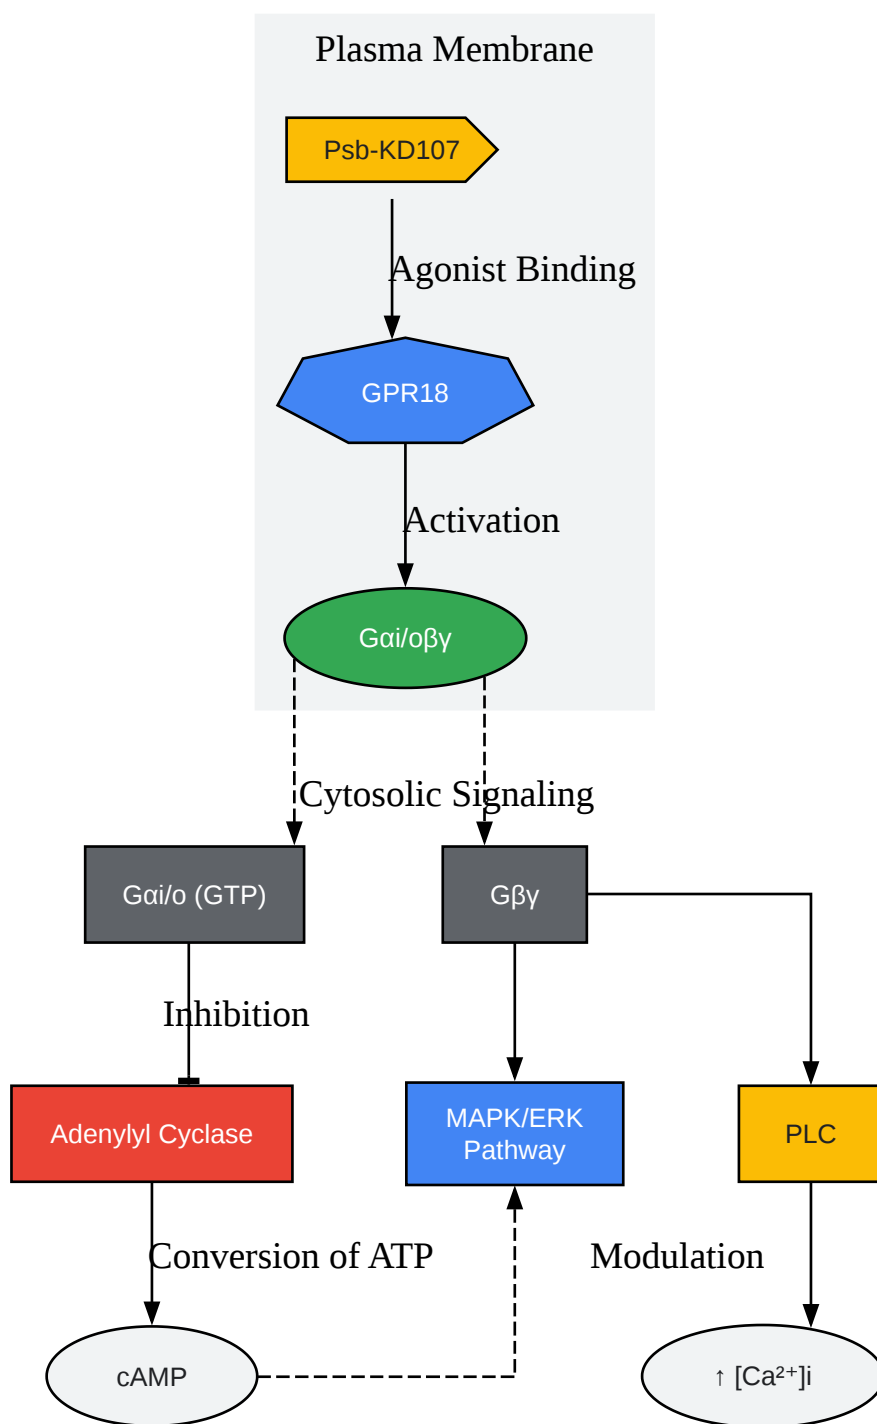 Plasma Membrane
Psb-KD107
Agonist Binding
GPR18
Activation
Gαi/oβγ
Cytosolic Signaling
Gαi/o (GTP)
Gβγ
Inhibition
Adenylyl Cyclase
MAPK/ERK
Pathway
PLC
Conversion of ATP
Modulation
cAMP
↑ [Ca²⁺]i